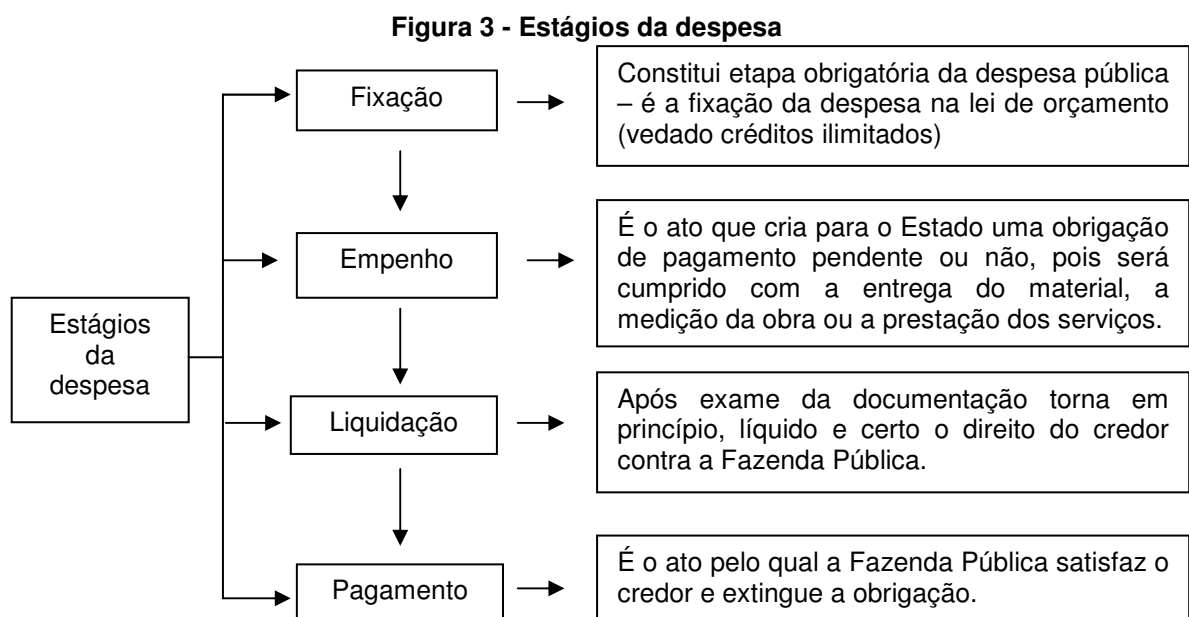 Figura 3 - Estágios da despesa
Fixação
Constitui etapa obrigatória da despesa pública
– é a fixação da despesa na lei de orçamento
(vedado créditos ilimitados)
Empenho
É o ato que cria para o Estado uma obrigação
de pagamento pendente ou não, pois será
cumprido com a entrega do material, a
medição da obra ou a prestação dos serviços.
Estágios
da
despesa
Liquidação
Após exame da documentação torna em
princípio, líquido e certo o direito do credor
contra a Fazenda Pública.
Pagamento
É o ato pelo qual a Fazenda Pública satisfaz o
credor e extingue a obrigação.